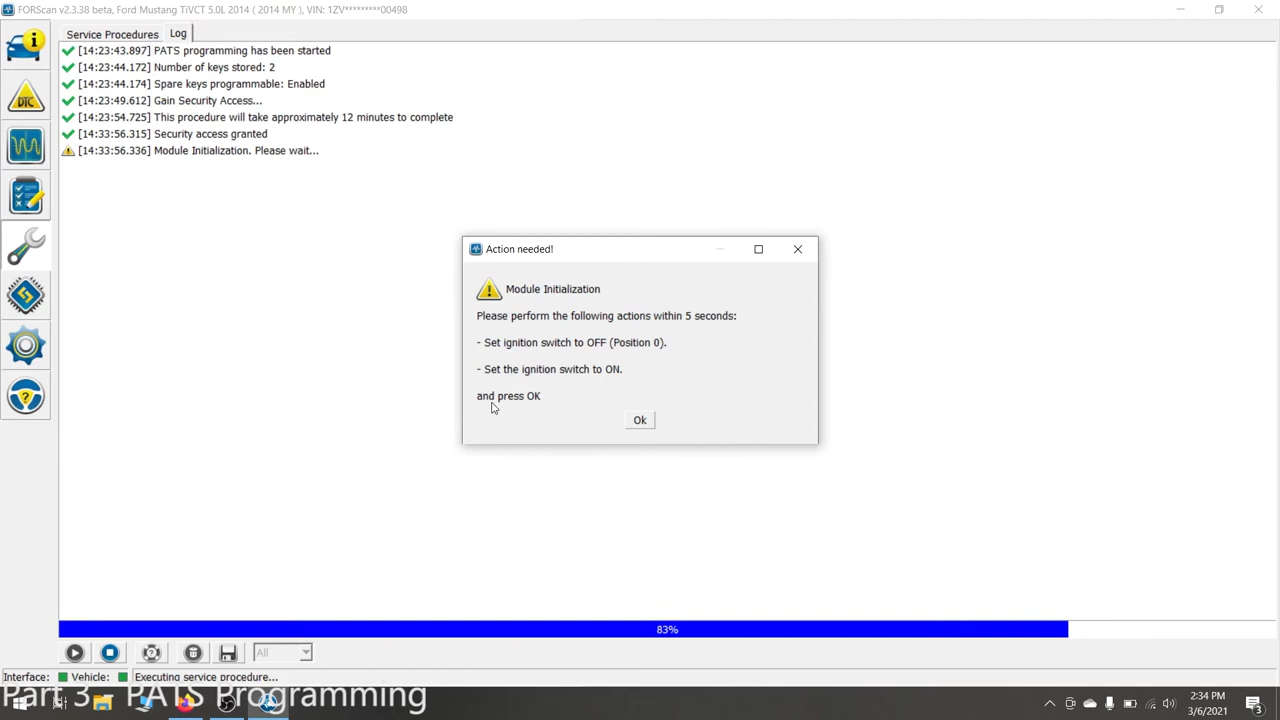 FORScan v2.3.38 beta, Ford Mustang TiVCT 5.0L 2014 ( 2014 MY ), VIN: 1ZV*********00498
Service Procedures
Log
[14:23:43.897] PATS programming has been started
[14:23:44.172] Number of keys stored: 2
[14:23:44.174] Spare keys programmable: Enabled
[14:23:49.612] Gain Security Access...
[14:23:54.725] This procedure will take approximately 12 minutes to complete
[14:33:56.315] Security access granted
[14:33:56.336] Module Initialization. Please wait...
DTC
Action needed!
Module Initialization
Please perform the following actions within 5 seconds:
- Set ignition switch to OFF (Position 0).
- Set the ignition switch to ON.
and press OK
Ok
83%
All
Interface:
Vehicle:
Executing service procedure...
Part 3 - PATS Programming
2:34 PM
3/6/2021
3